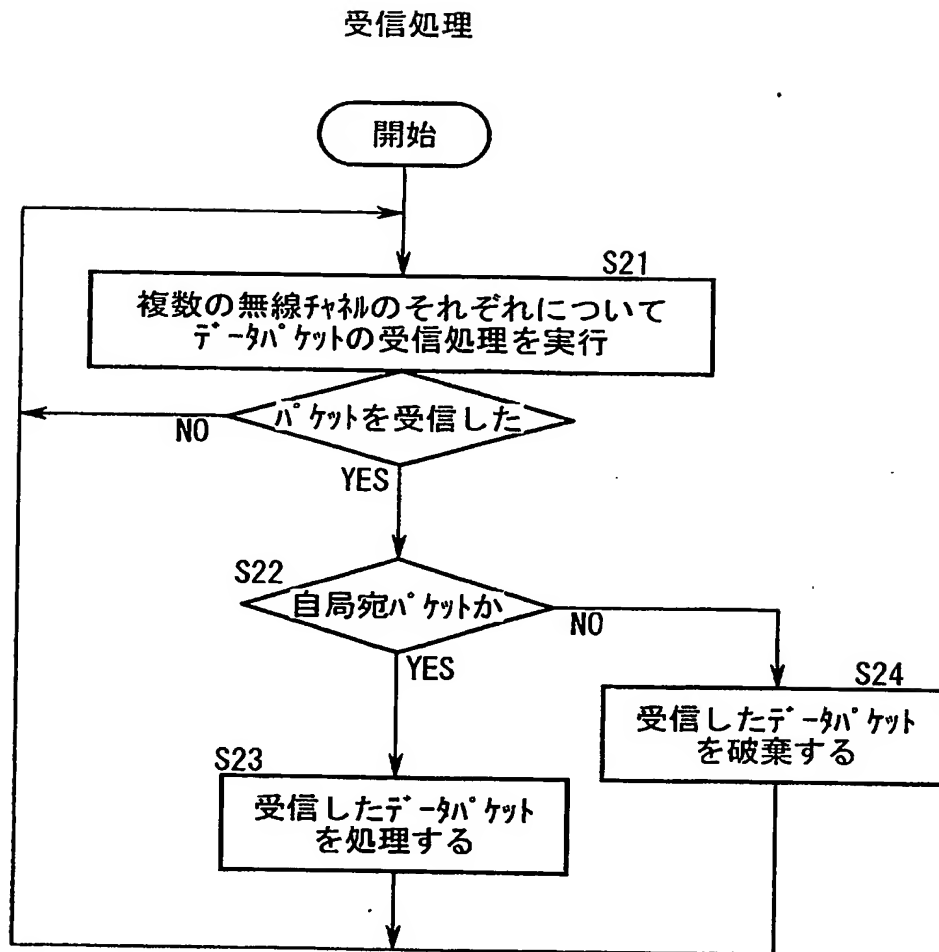 受信処理
開始
S21
複数の無線ﾁｬﾈﾙのそれぞれについて
ﾃﾞｰﾀﾊﾟｹｯﾄの受信処理を実行
ﾊﾟｹｯﾄを受信した
NO
YES
S22
自局宛ﾊﾟｹｯﾄか
NO
YES
S24
受信したﾃﾞｰﾀﾊﾟｹｯﾄ
を破棄する
S23
受信したﾃﾞｰﾀﾊﾟｹｯﾄ
を処理する